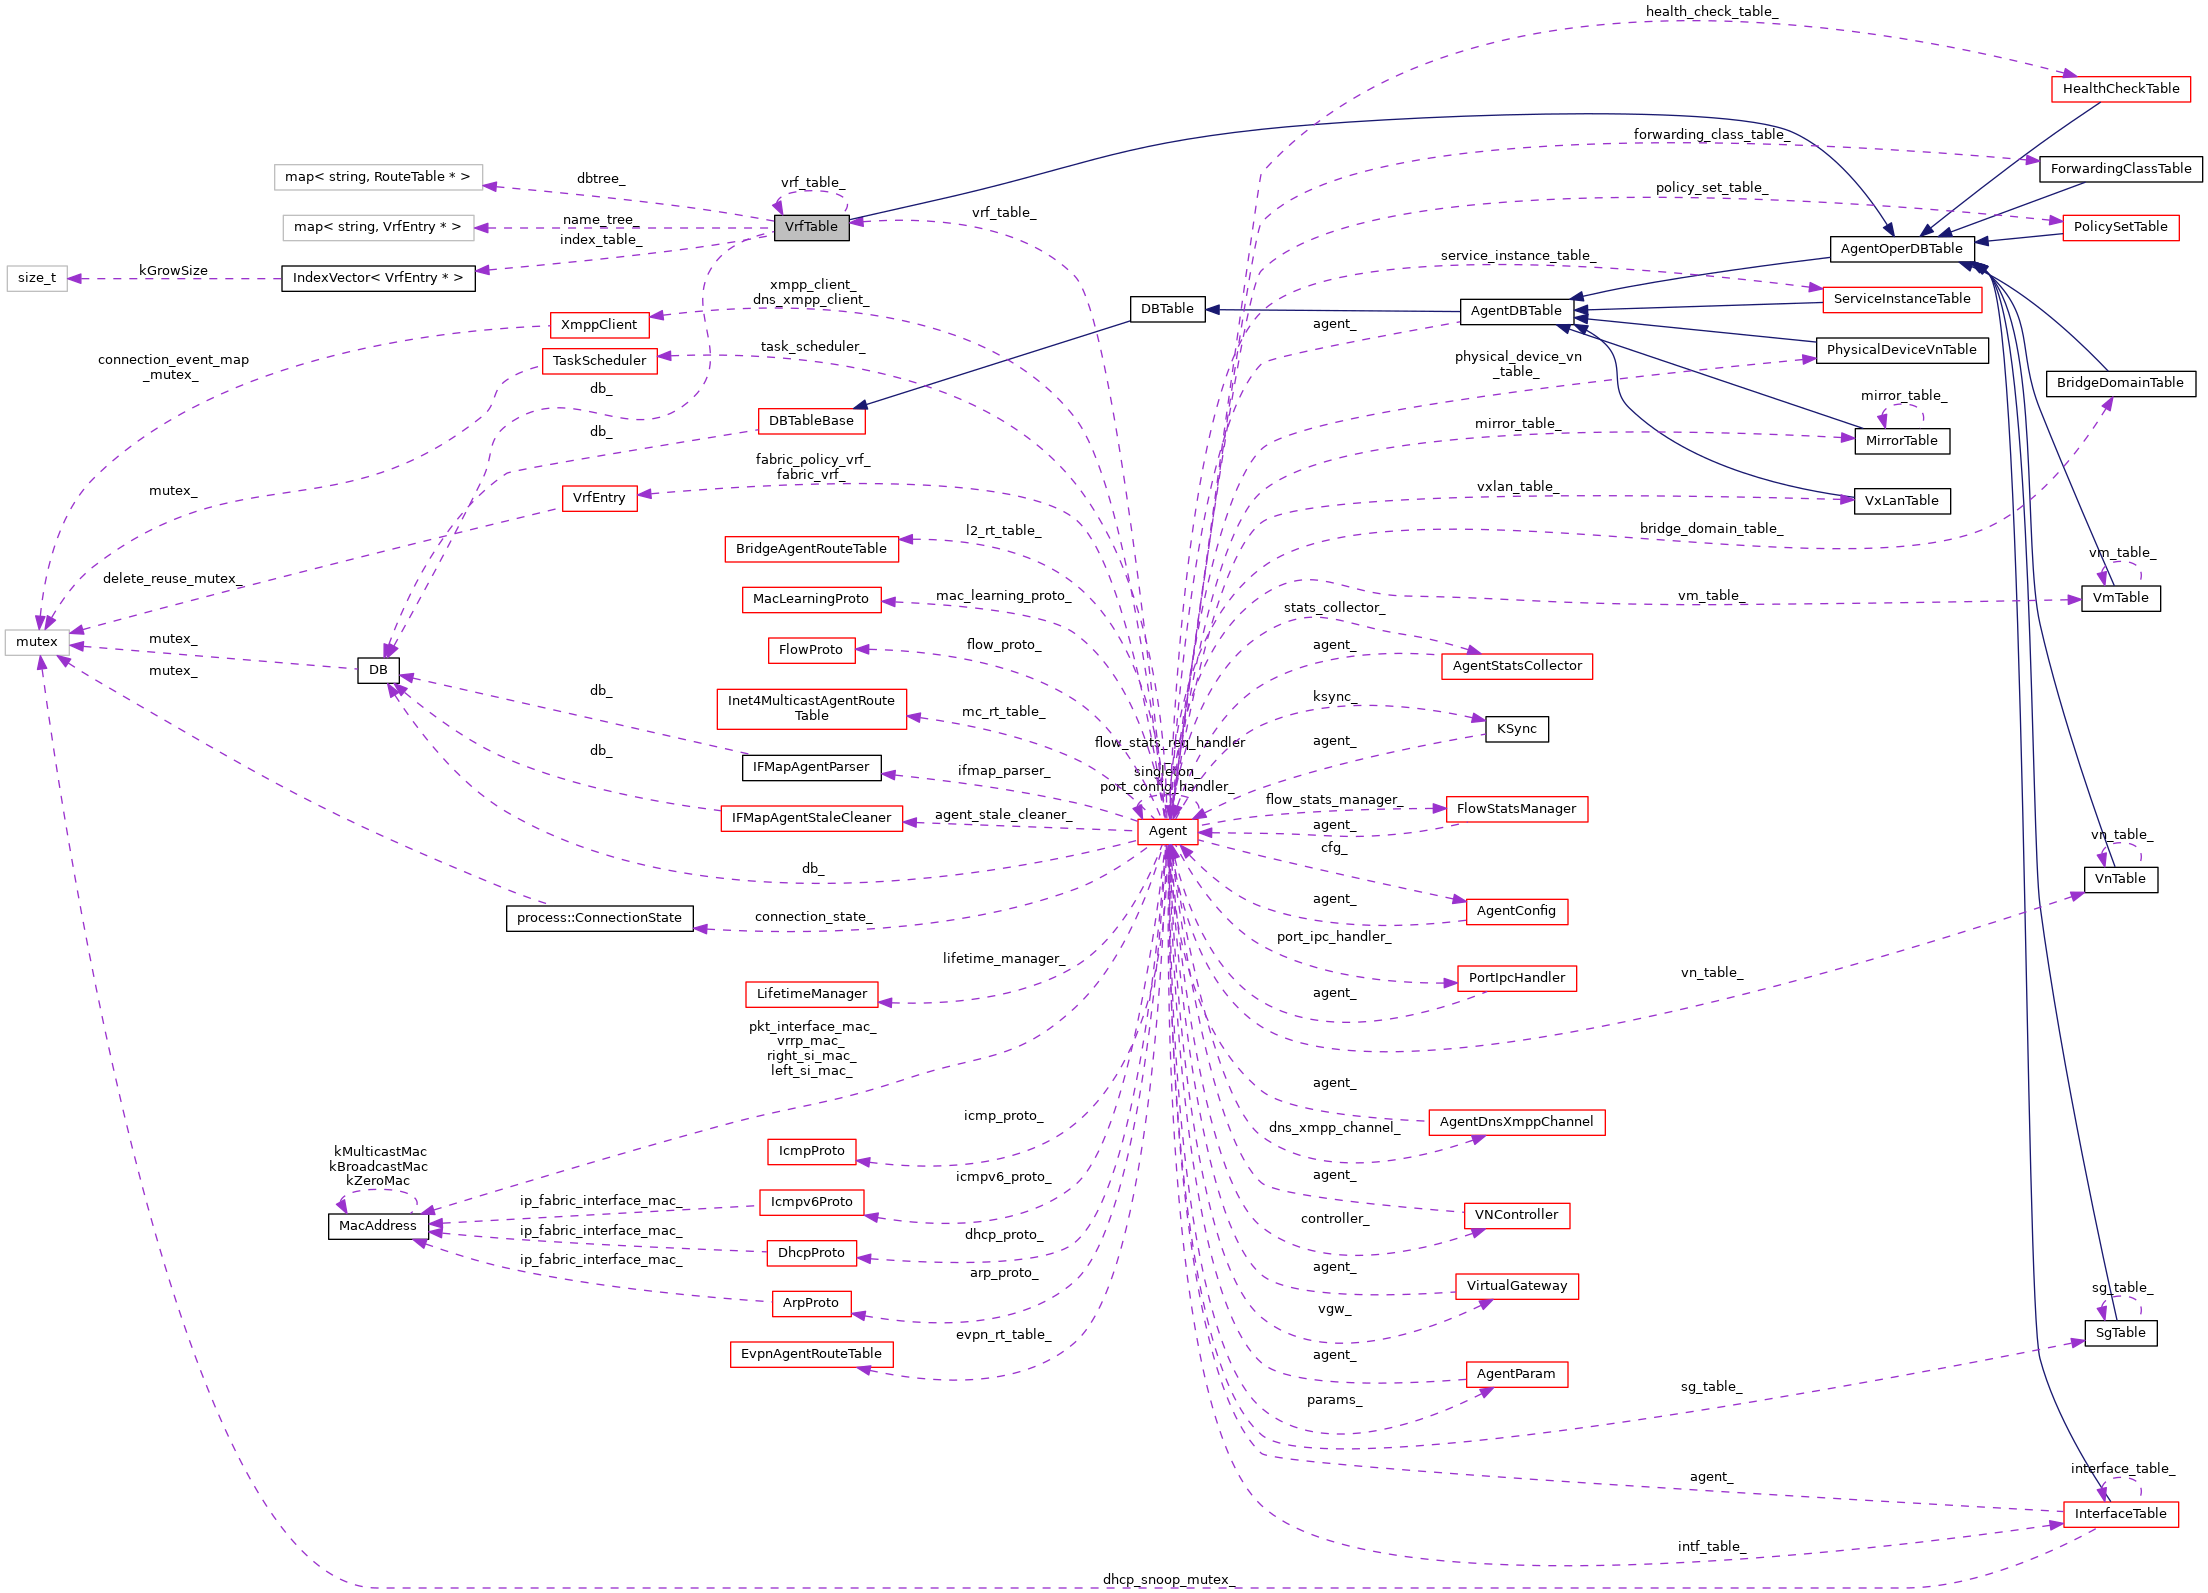 health_check_table_
HealthCheckTable
forwarding_class_table_
ForwardingClassTable
map< string, RouteTable * >
dbtree_
vrf_table_
policy_set_table_
PolicySetTable
map< string, VrfEntry * >
name_tree_
VrfTable
vrf_table_
AgentOperDBTable
index_table_
service_instance_table_
size_t
kGrowSize
IndexVector< VrfEntry * >
xmpp_client_
dns_xmpp_client_
ServiceInstanceTable
DBTable
AgentDBTable
XmppClient
agent_
task_scheduler_
TaskScheduler
connection_event_map
_mutex_
physical_device_vn
_table_
PhysicalDeviceVnTable
BridgeDomainTable
db_
mirror_table_
DBTableBase
mirror_table_
MirrorTable
db_
fabric_policy_vrf_
fabric_vrf_
mutex_
VrfEntry
vxlan_table_
VxLanTable
l2_rt_table_
BridgeAgentRouteTable
bridge_domain_table_
vm_table_
delete_reuse_mutex_
MacLearningProto
mac_learning_proto_
stats_collector_
vm_table_
VmTable
mutex
mutex_
mutex_
FlowProto
flow_proto_
agent_
AgentStatsCollector
DB
db_
Inet4MulticastAgentRoute
Table
mc_rt_table_
ksync_
KSync
flow_stats_req_handler
_
singleton_
port_config_handler_
agent_
db_
IFMapAgentParser
ifmap_parser_
IFMapAgentStaleCleaner
agent_stale_cleaner_
Agent
flow_stats_manager_
FlowStatsManager
agent_
cfg_
vn_table_
VnTable
db_
process::ConnectionState
connection_state_
agent_
AgentConfig
port_ipc_handler_
lifetime_manager_
LifetimeManager
PortIpcHandler
agent_
vn_table_
pkt_interface_mac_
vrrp_mac_
right_si_mac_
left_si_mac_
agent_
icmp_proto_
AgentDnsXmppChannel
dns_xmpp_channel_
kMulticastMac
kBroadcastMac
kZeroMac
IcmpProto
icmpv6_proto_
agent_
MacAddress
ip_fabric_interface_mac_
Icmpv6Proto
VNController
controller_
ip_fabric_interface_mac_
DhcpProto
dhcp_proto_
ip_fabric_interface_mac_
arp_proto_
agent_
VirtualGateway
ArpProto
vgw_
sg_table_
SgTable
EvpnAgentRouteTable
evpn_rt_table_
agent_
AgentParam
params_
sg_table_
agent_
interface_table_
InterfaceTable
intf_table_
dhcp_snoop_mutex_